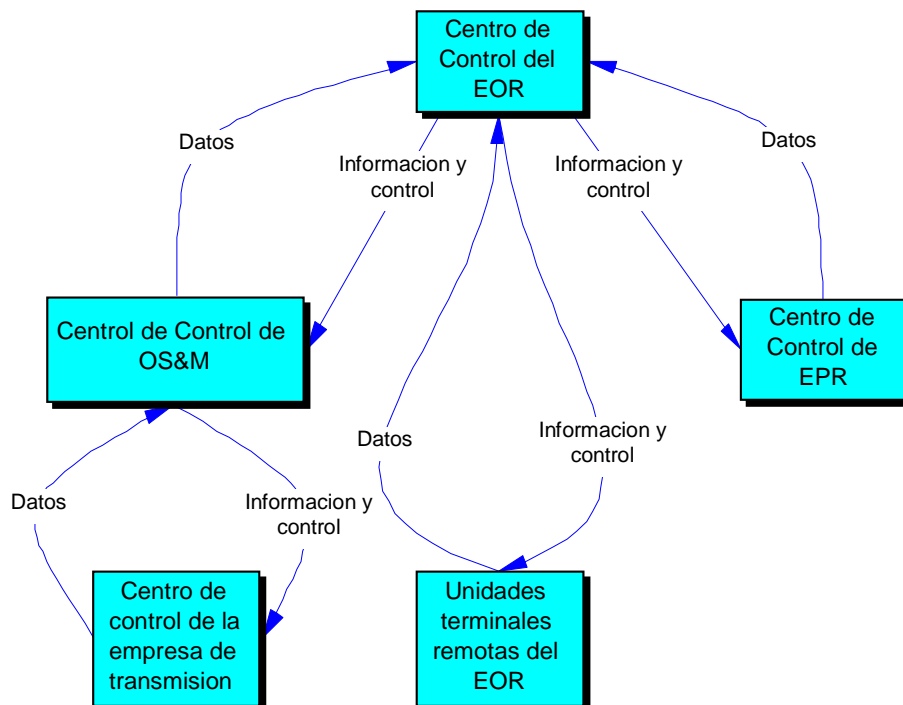 Centro de
Control del
EOR
Datos
Informacion y
control
Informacion y
control
Datos
Central de Control de
OS&M
Centro de
Control de
EPR
Datos
Informacion y
control
Datos
Informacion y
control
Centro de
control de la
empresa de
transmision
Unidades
terminales
remotas del
EOR